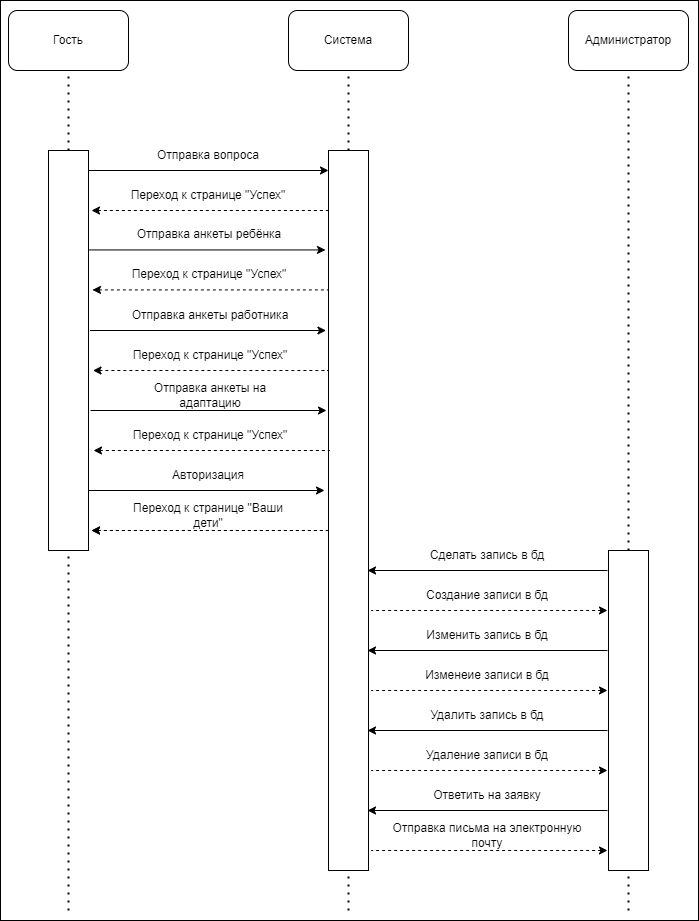 Гость
Система
Администратор
Отправка вопроса
Переход к странице "Успех"
Отправка анкеты ребёнка
Переход к странице "Успех"
Отправка анкеты работника
Переход к странице "Успех"
Отправка анкеты на
адаптацию
Переход к странице "Успех"
Авторизация
Переход к странице "Ваши
дети"
Сделать запись в бд
Создание записи в бд
Изменить запись в бд
Изменеие записи в бд
Удалить запись в бд
Удаление записи в бд
Ответить на заявку
Отправка письма на электронную
почту